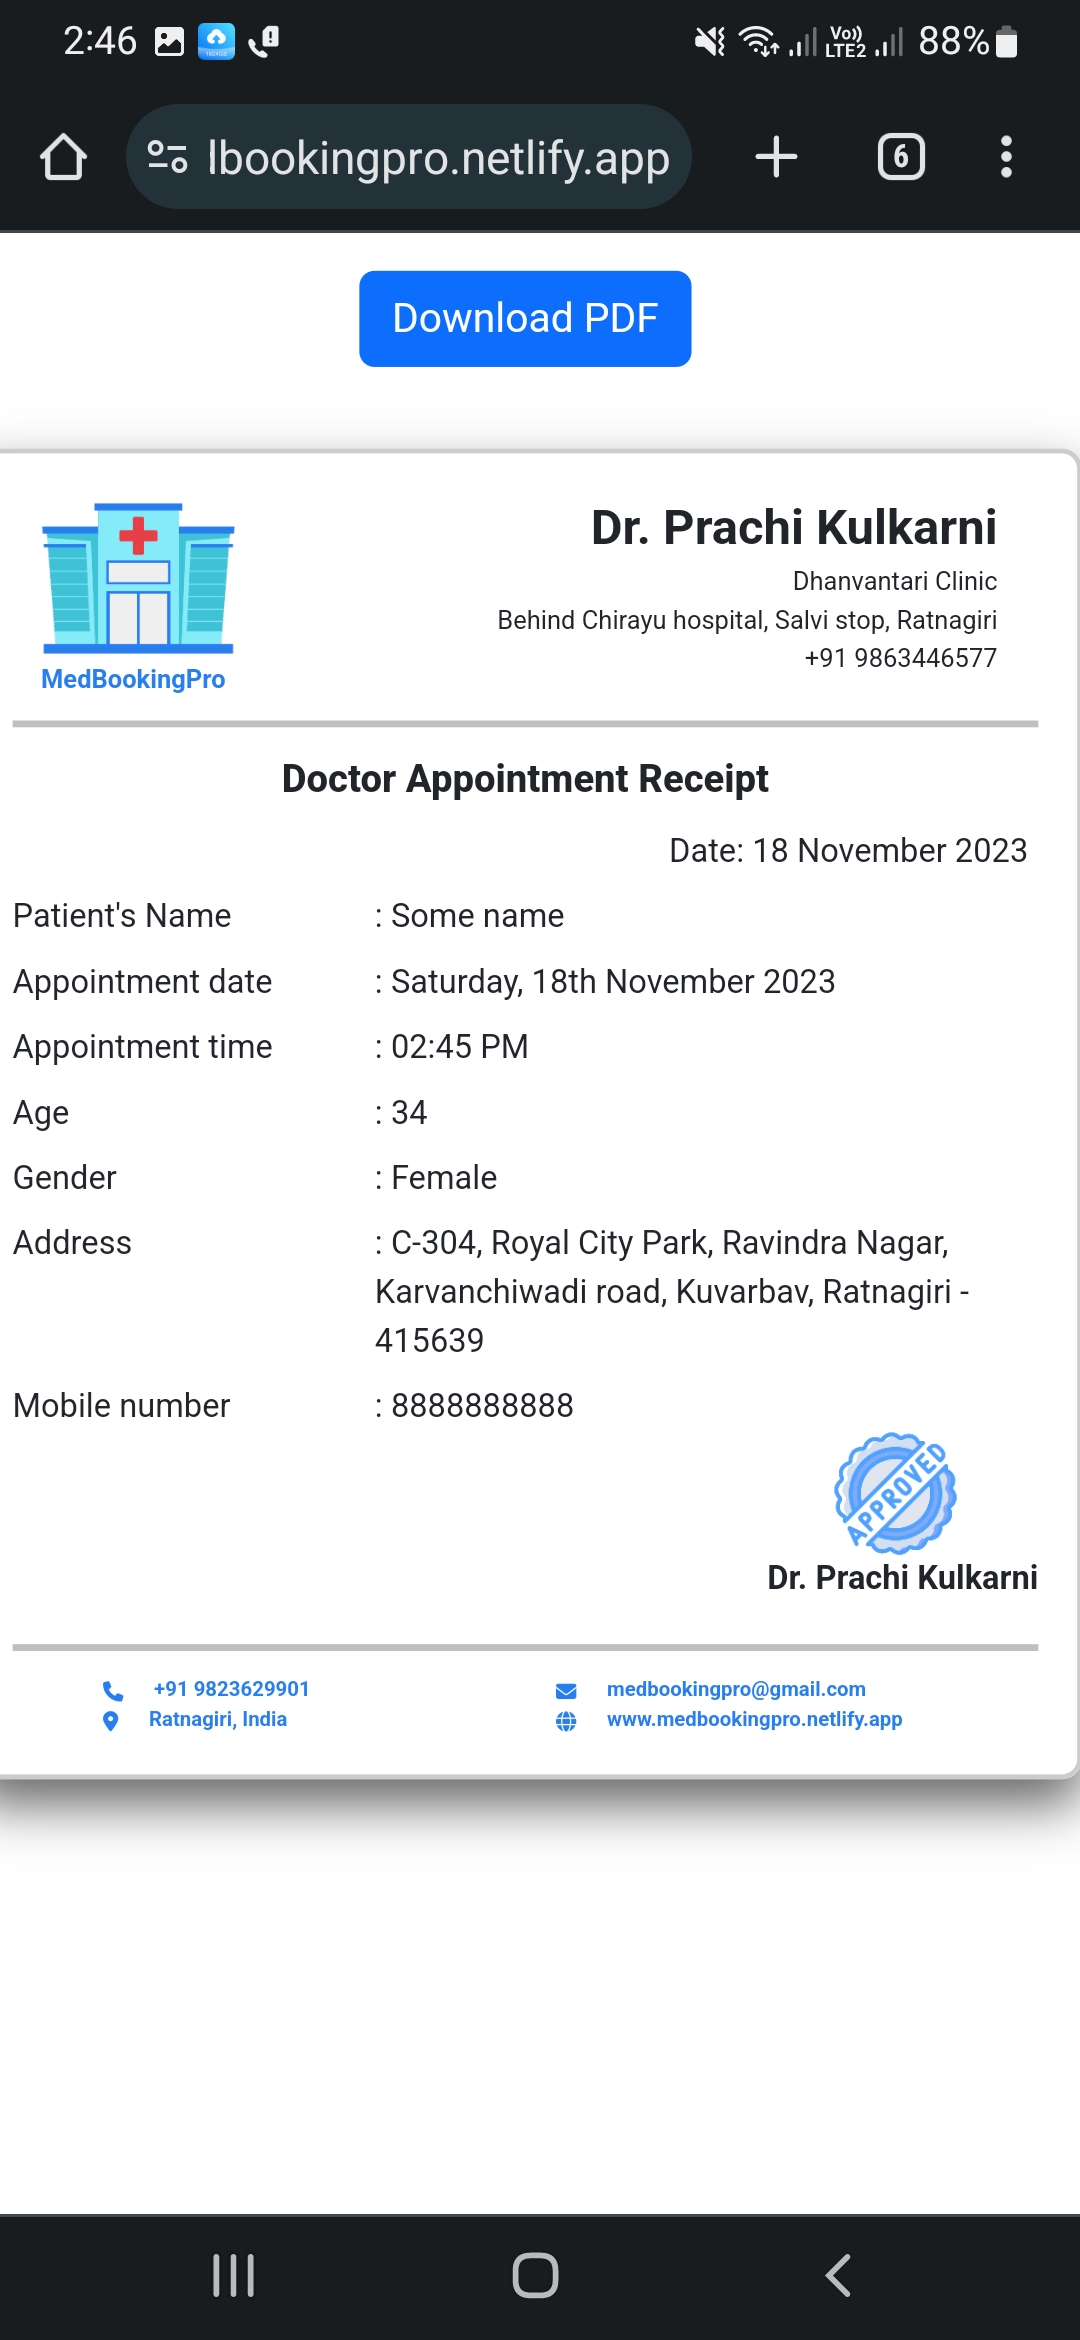 2:46
Vo)) LTE2
88%
lbookingpro.netlify.app
6
Download PDF
Dr. Prachi Kulkarni
Dhanvantari Clinic
Behind Chirayu hospital, Salvi stop, Ratnagiri
+91 9863446577
MedBookingPro
Doctor Appointment Receipt
Date: 18 November 2023
Patient's Name : Some name
Appointment date : Saturday, 18th November 2023
Appointment time : 02:45 PM
Age : 34
Gender : Female
Address : C-304, Royal City Park, Ravindra Nagar,
Karvanchiwadi road, Kuvarbav, Ratnagiri -
415639
Mobile number : 8888888888
APPROVED
Dr. Prachi Kulkarni
+91 9823629901 medbookingpro@gmail.com
Ratnagiri, India www.medbookingpro.netlify.app